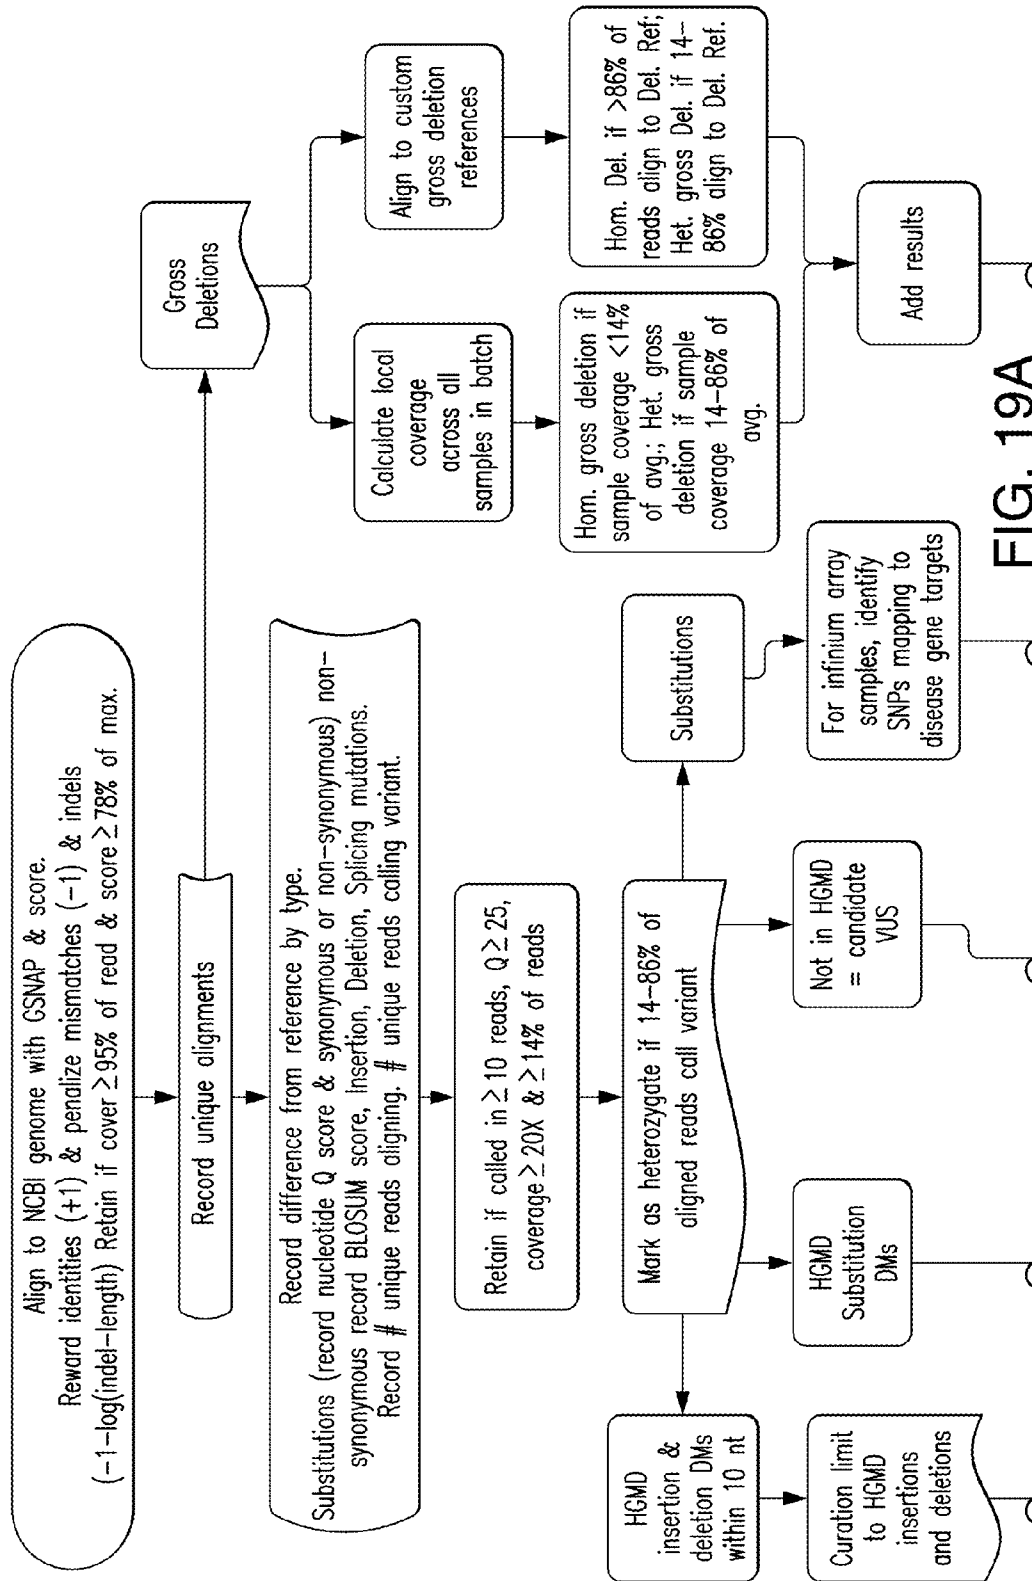 Align to NCBI genome with GSNAP & score.
Reward identities (+1) & penalize mismatches (-1) & indels
(-1-log(indel-length) Retain if cover ≥95% of read & score ≥78% of max.
Record unique alignments
Gross
Deletions
Record difference from reference by type.
Substitutions (record nucleotide Q score & synonymous or non-synonymous) non-
synonymous record BLOSUM score, Insertion, Deletion, Splicing mutations.
Record # unique reads aligning. # unique reads calling variant.
Calculate local
coverage
across all
samples in batch
Align to custom
gross deletion
references
Retain if called in ≥10 reads, Q≥25,
coverage ≥20X & ≥14% of reads
Hom. gross deletion if
sample coverage <14%
of avg.; Het. gross
deletion if sample
coverage 14-86% of
avg.
Hom. Del. if >86% of
reads align to Del. Ref;
Het. gross Del. if 14-
86% align to Del. Ref.
Mark as heterozygate if 14-86% of
aligned reads call variant
HGMD
insertion &
deletion DMs
within 10 nt
Substitutions
HGMD
Substitution
DMs
Not in HGMD
= candidate
VUS
Curation limit
to HGMD
insertions
and deletions
For infinium array
samples, identify
SNPs mapping to
disease gene targets
Add results
FIG. 19A